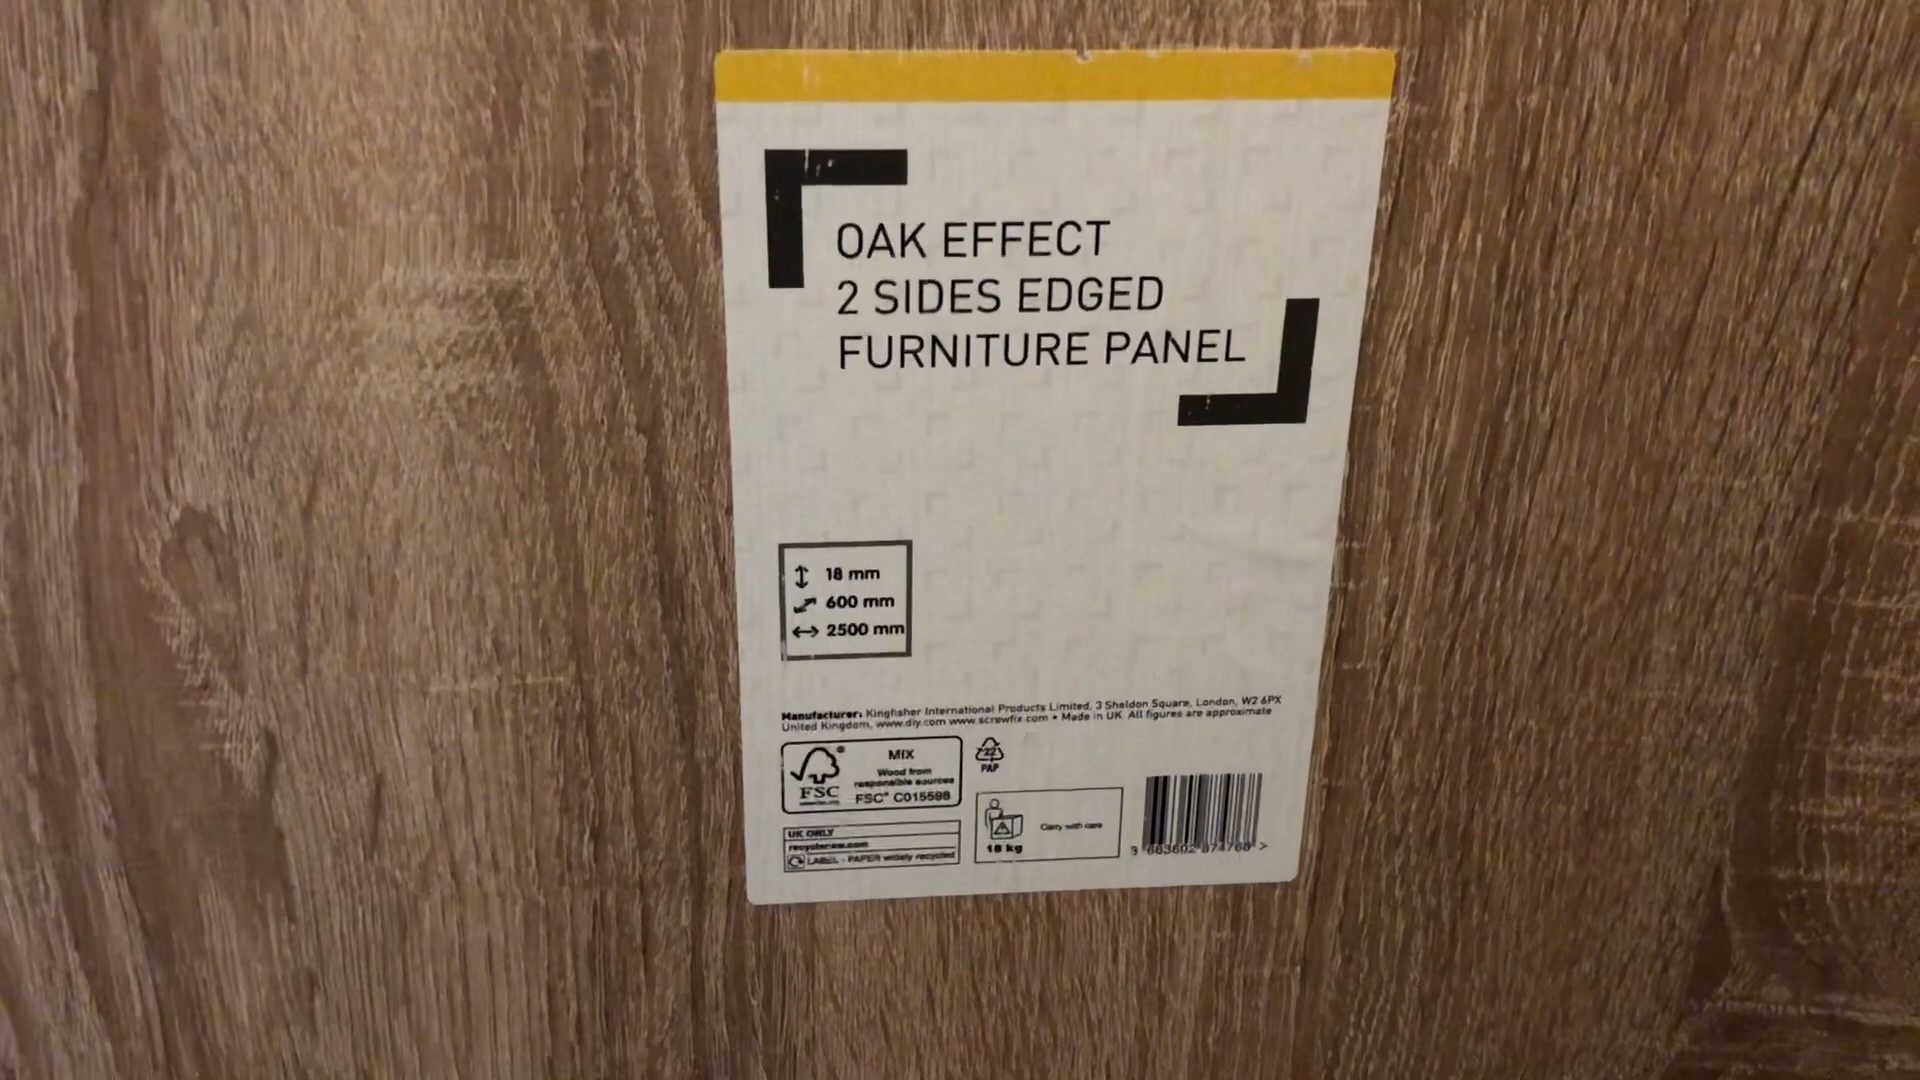 OAK EFFECT
2 SIDES EDGED
FURNITURE PANEL
18 mm
600 mm
2500 mm
Manufacturer: Kingfisher International Products Limited, 3 Sheldon Square, London, W2 6PX
United Kingdom, www.diy.com www.screwfix.com • Made in UK All figures are approximate
FSC
MIX
Wood from
responsible sources
FSC® C015598
22
PAP
UK ONLY
recyclenow.com
LABEL - PAPER widely recycled
18 kg
Carry with care